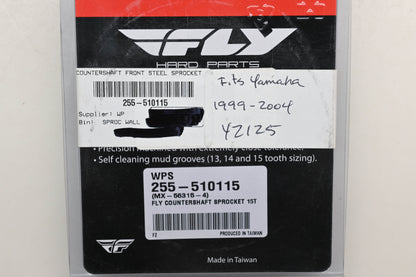 FLY
HARD PARTS
COUNTERSHAFT FRONT STEEL SPROCKET
255-510115
Supplier: WP
Bin: SPROC WALL
Fits Yamaha
1999-2004
YZ125
• Precision machined with extremely close tolerance,
• Self cleaning mud grooves (13, 14 and 15 tooth sizing).
WPS
255-510115
(MX-56315-4)
FLY COUNTERSHAFT SPROCKET 15T
FZ PRODUCED IN TAIWAN
Made in Taiwan